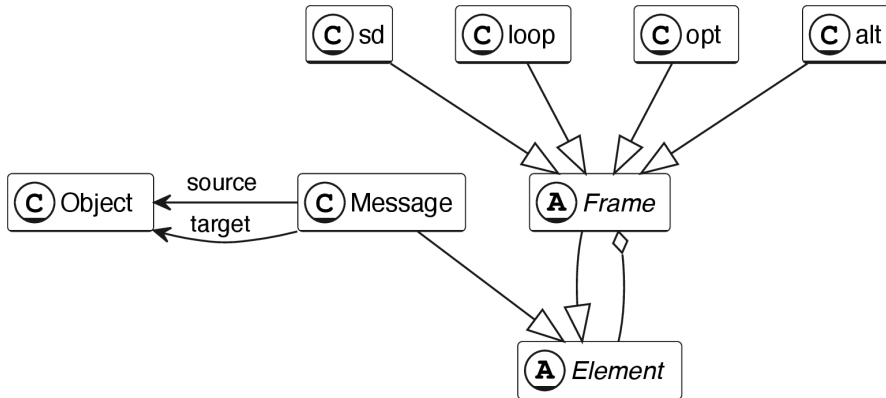 C sd
C loop
C opt
C alt
source
C Object
C Message
A Frame
target
A Element